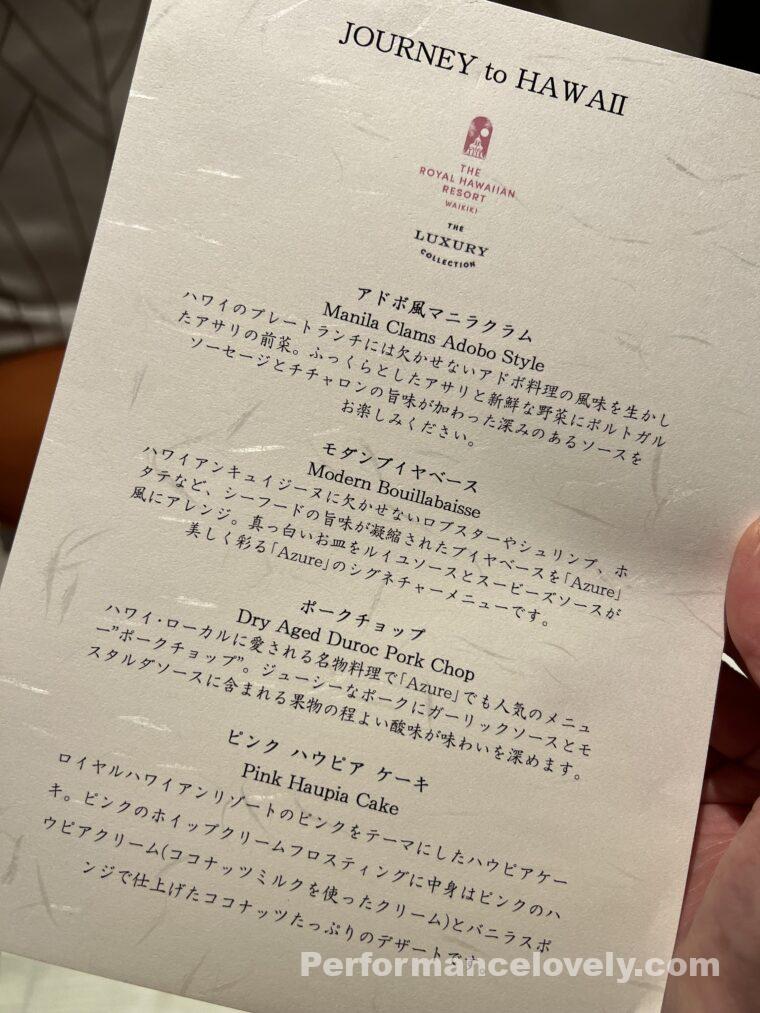 JOURNEY to HAWAII
THE
ROYAL HAWAIIAN
RESORT
WAIKIKI
THE
LUXURY
COLLECTION
アドボ風マニラクラム
Manila Clams Adobo Style
ハワイのプレートランチには欠かせないアドボ料理の風味を生かし
たアサリの前菜。ふっくらとしたアサリと新鮮な野菜にポルトガル
ソーセージとチチャロンの旨味が加わった深みのあるソースを
お楽しみください。
モダンブイヤベース
Modern Bouillabaisse
ハワイアンキュイジーヌに欠かせないロブスターやシュリンプ、ホ
タテなど、シーフードの旨味が凝縮されたブイヤベースを「Azure」
風にアレンジ。真っ白いお皿をルイユソースとスービーズソースが
美しく彩る「Azure」のシグネチャーメニューです。
ポークチョップ
Dry Aged Duroc Pork Chop
ハワイ・ローカルに愛される名物料理で「Azure」でも人気のメニュ
ー"ポークチョップ"。ジューシーなポークにガーリックソースとモ
スタルダソースに含まれる果物の程よい酸味が味わいを深めます。
ピンク ハウピア ケーキ
Pink Haupia Cake
ロイヤルハワイアンリゾートのピンクをテーマにしたハウピアケー
キ。ピンクのホイップクリームフロスティングに中身はピンクのハ
ウピアクリーム(ココナッツミルクを使ったクリーム)とバニラスポ
ンジで仕上げたココナッツたっぷりのデザートです。
Performancelovely.com